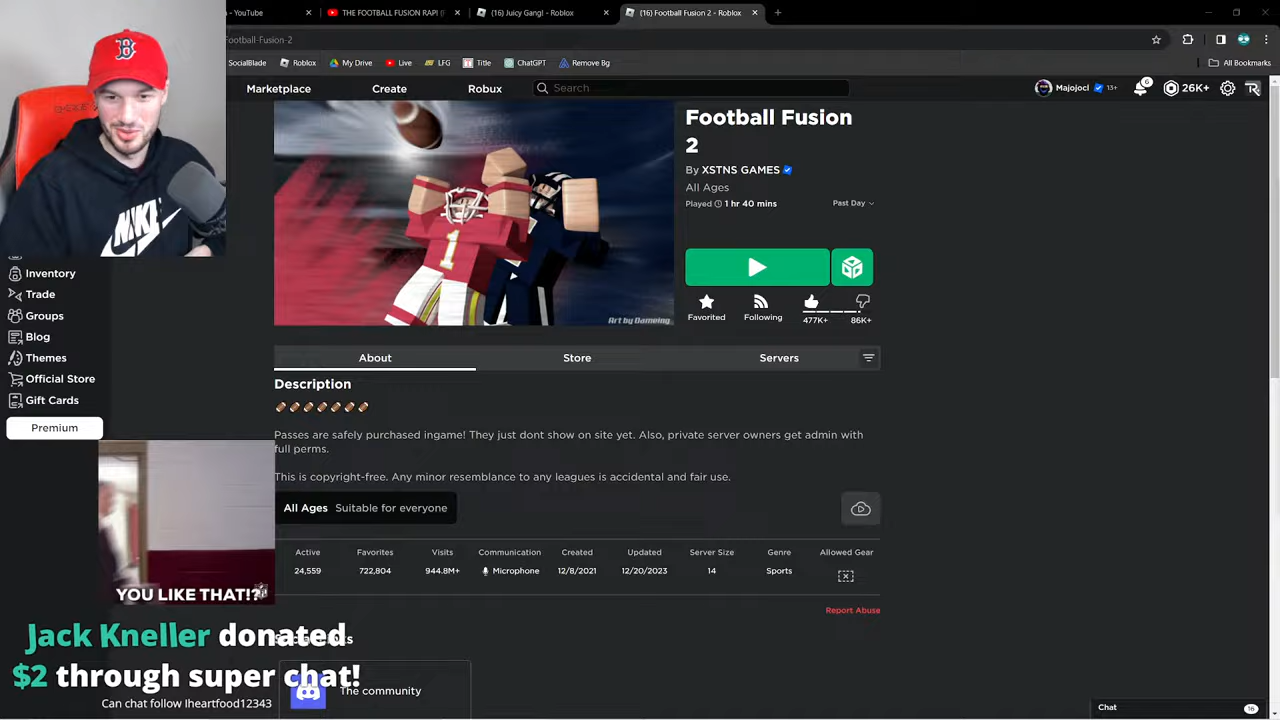 - YouTube
THE FOOTBALL FUSION RAP! (
(16) Juicy Gang! - Roblox
(16) Football Fusion 2 - Roblox
Football-Fusion-2
SocialBlade
Roblox
My Drive
Live
LFG
Title
ChatGPT
Remove Bg
All Bookmarks
Marketplace
Create
Robux
Search
Majojocl
13+
6
26K+
B
NIKE
Football Fusion
2
By XSTNS GAMES
All Ages
Played 1 hr 40 mins
Past Day
1
Art by Dameing
Favorited
Following
477K+
86K+
Inventory
Trade
Groups
Blog
Themes
Official Store
Gift Cards
Premium
About
Store
Servers
Description
Passes are safely purchased ingame! They just dont show on site yet. Also, private server owners get admin with
full perms.
This is copyright-free. Any minor resemblance to any leagues is accidental and fair use.
All Ages Suitable for everyone
Active Favorites Visits Communication Created Updated Server Size Genre Allowed Gear
24,559 722,804 944.8M+ Microphone 12/8/2021 12/20/2023 14 Sports
Report Abuse
YOU LIKE THAT!?
Jack Kneller donated
$2 through super chat!
Can chat follow Iheartfood12343
The community
Chat
16